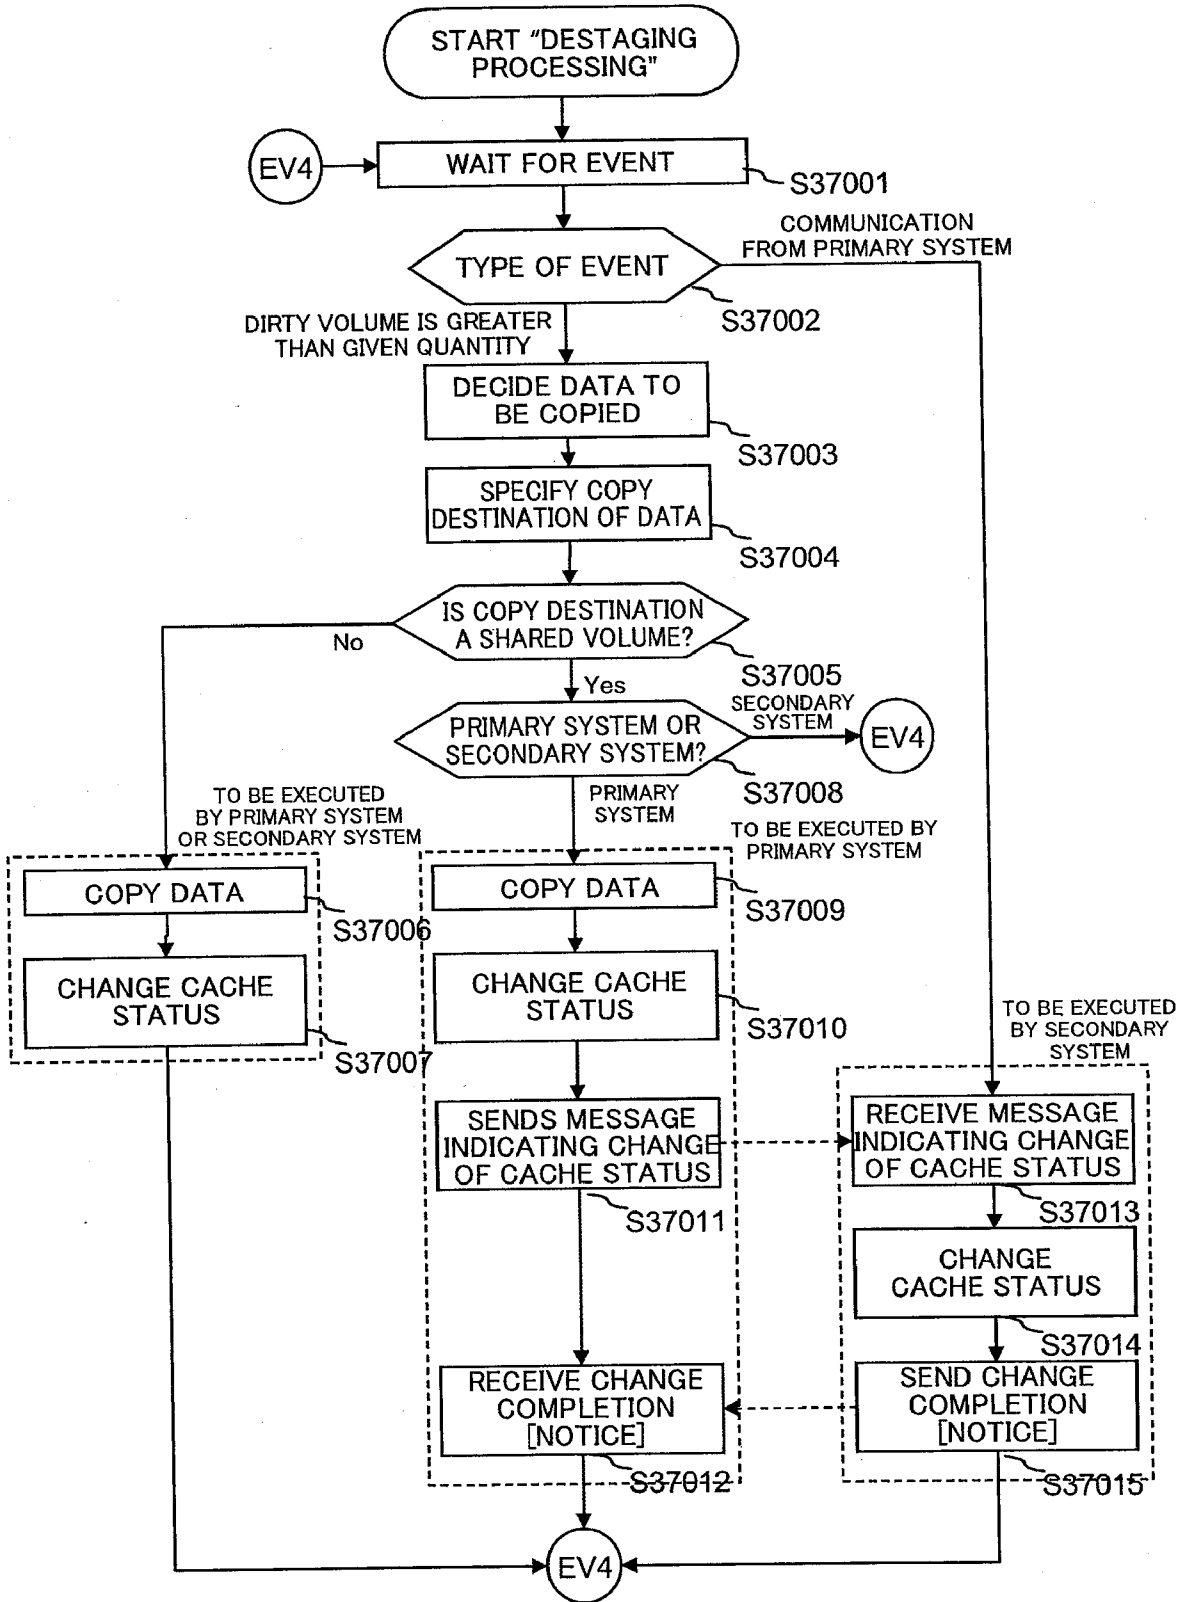 START "DESTAGING
PROCESSING"
EV4
WAIT FOR EVENT
S37001
COMMUNICATION
FROM PRIMARY SYSTEM
TYPE OF EVENT
S37002
DIRTY VOLUME IS GREATER
THAN GIVEN QUANTITY
DECIDE DATA TO
BE COPIED
S37003
SPECIFY COPY
DESTINATION OF DATA
S37004
IS COPY DESTINATION
A SHARED VOLUME?
No
S37005
Yes
SECONDARY
SYSTEM
PRIMARY SYSTEM OR
SECONDARY SYSTEM?
EV4
S37008
PRIMARY
SYSTEM
TO BE EXECUTED
BY PRIMARY SYSTEM
OR SECONDARY SYSTEM
TO BE EXECUTED BY
PRIMARY SYSTEM
COPY DATA
S37006
COPY DATA
S37009
CHANGE CACHE
STATUS
S37007
CHANGE CACHE
STATUS
S37010
TO BE EXECUTED
BY SECONDARY
SYSTEM
SENDS MESSAGE
INDICATING CHANGE
OF CACHE STATUS
S37011
RECEIVE MESSAGE
INDICATING CHANGE
OF CACHE STATUS
S37013
CHANGE
CACHE STATUS
S37014
RECEIVE CHANGE
COMPLETION
[NOTICE]
S37012
SEND CHANGE
COMPLETION
[NOTICE]
S37015
EV4